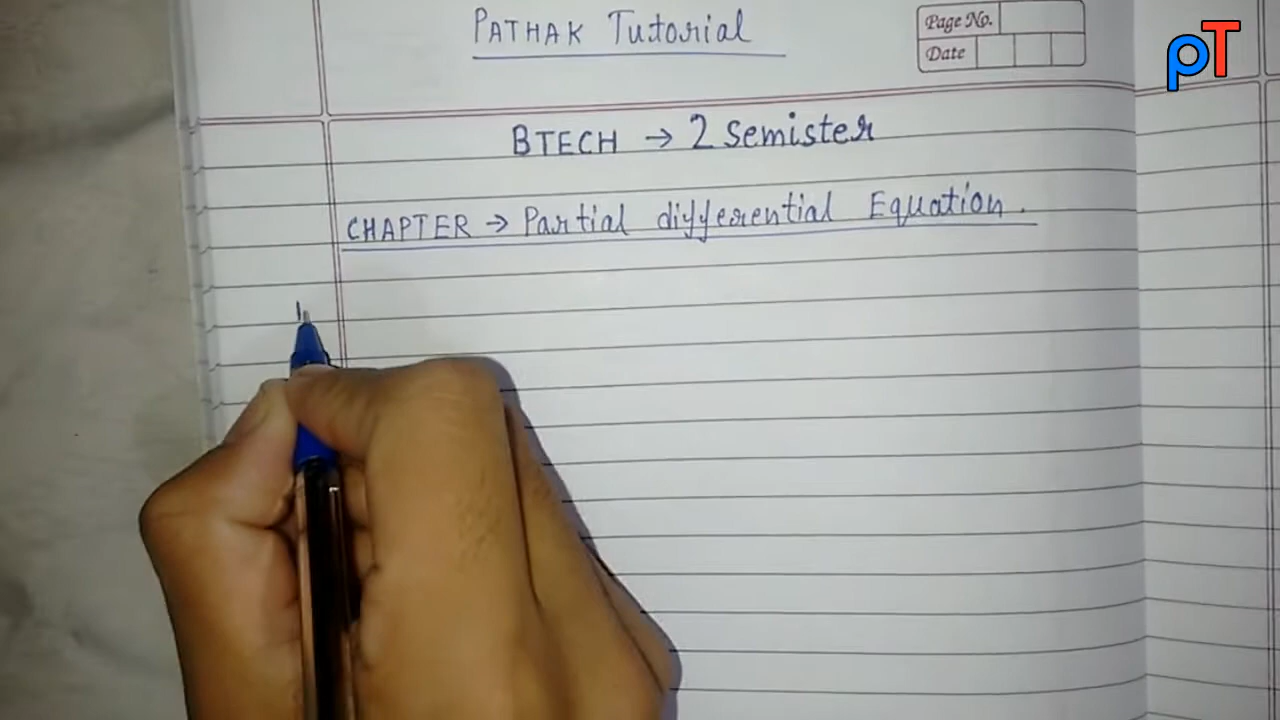 PATHAK Tutorial
Page No.
Date
pT
BTECH → 2 Semister
CHAPTER → Partial differential Equation.